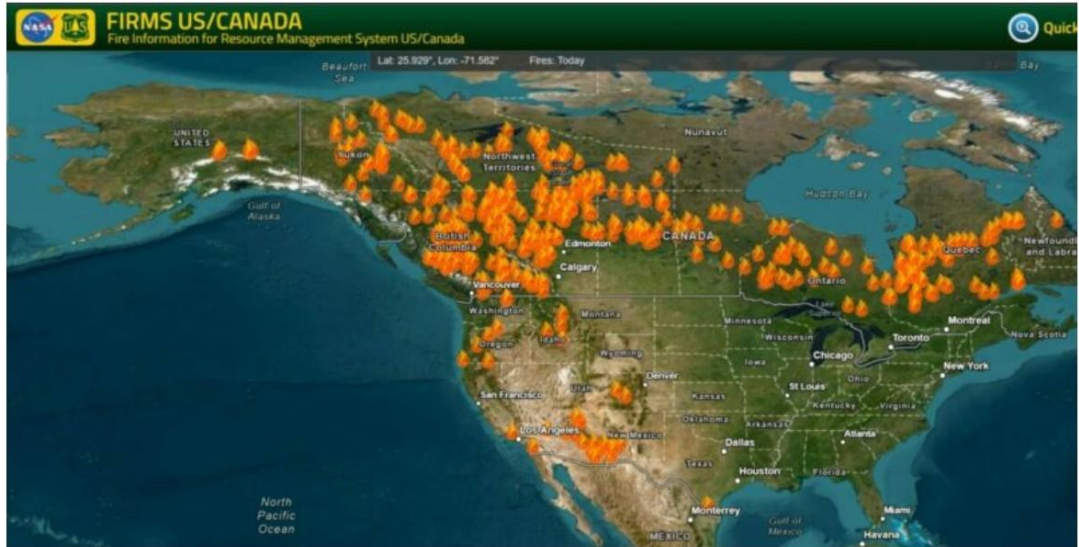 NASA
FIRMS US/CANADA
Fire Information for Resource Management System US/Canada
Quick
Lat: 25.929°, Lon: -71.582°
Fires: Today
Beaufort
Sea
Bay
UNITED
STATES
Yukon
Northwest
Territories
Nunavut
Hudson Bay
Gulf of
Alaska
British
Columbia
CANADA
Edmonton
Calgary
Vancouver
Ontario
Quebec
Newfoundl
and Labra
Washington
Montana
Minnesota
Lake
Superior
Montreal
Nova Scotia
Oregon
Idaho
Wyoming
Wisconsin
Toronto
Chicago
Iowa
New York
San Francisco
Utah
Denver
Kansas
St Louis
Ohio
Kentucky
Virginia
Los Angeles
New Mexico
Oklahoma
Arkansas
Atlanta
Dallas
Texas
Houston
Florida
North
Pacific
Ocean
Monterrey
MEXICO
Gulf of
Mexico
Miami
Havana